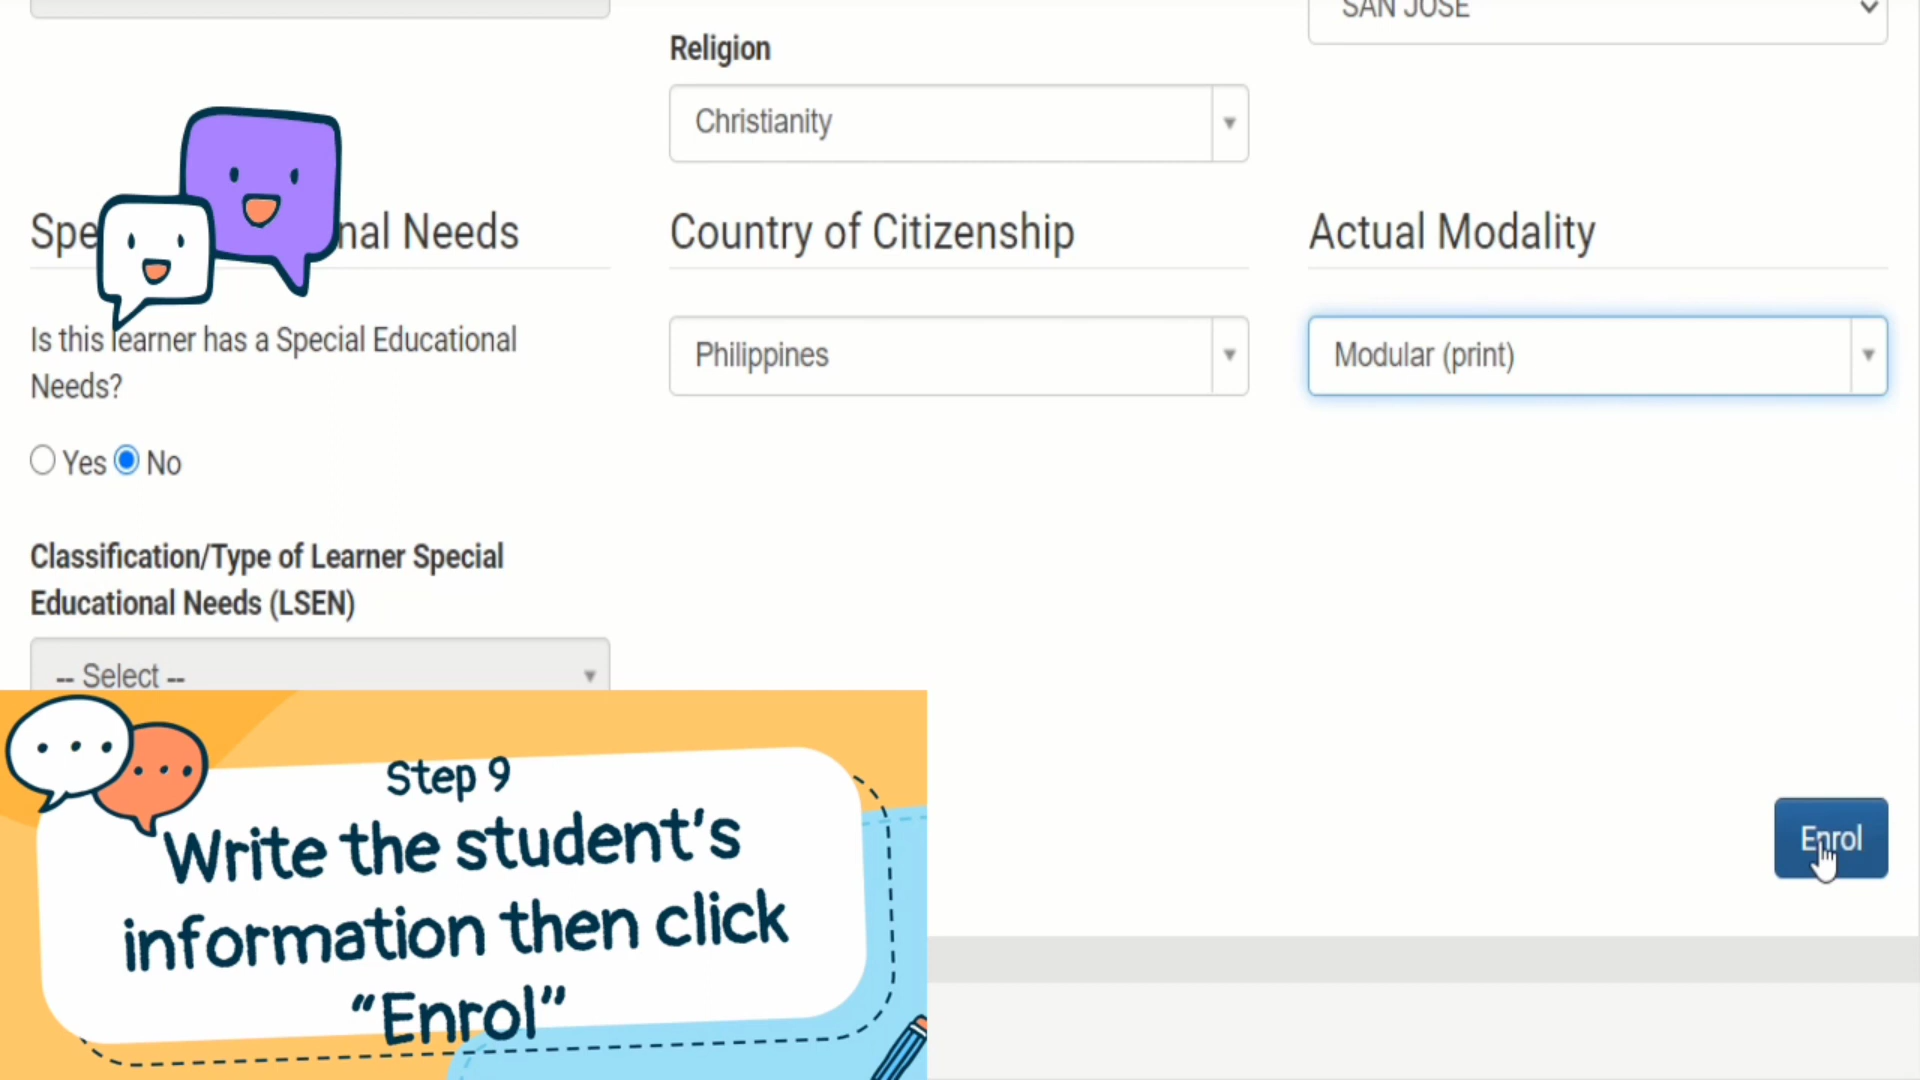 SAN JOSE
Religion
Christianity
Spe nal Needs
Country of Citizenship
Actual Modality
Is this learner has a Special Educational
Needs?
Philippines
Modular (print)
Yes No
Classification/Type of Learner Special
Educational Needs (LSEN)
-- Select --
Step 9
Write the student's
information then click
"Enrol"
Enrol